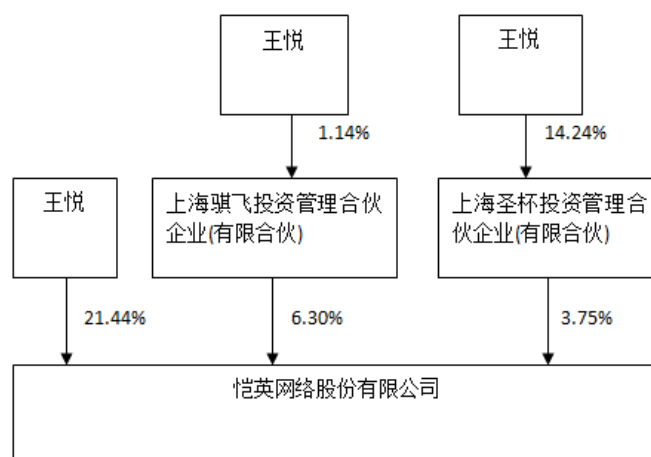 王悦
王悦
1.14%
14.24%
王悦
上海骐飞投资管理合伙
企业(有限合伙)
上海圣杯投资管理合
伙企业(有限合伙)
21.44%
6.30%
3.75%
恺英网络股份有限公司